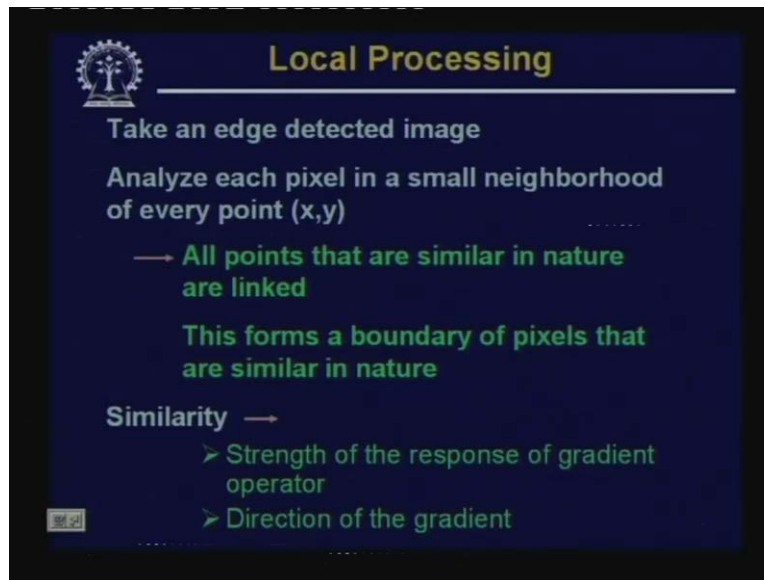 Local Processing
Take an edge detected image
Analyze each pixel in a small neighborhood
of every point (x,y)
→ All points that are similar in nature
are linked
This forms a boundary of pixels that
are similar in nature
Similarity →
➢ Strength of the response of gradient
operator
➢ Direction of the gradient